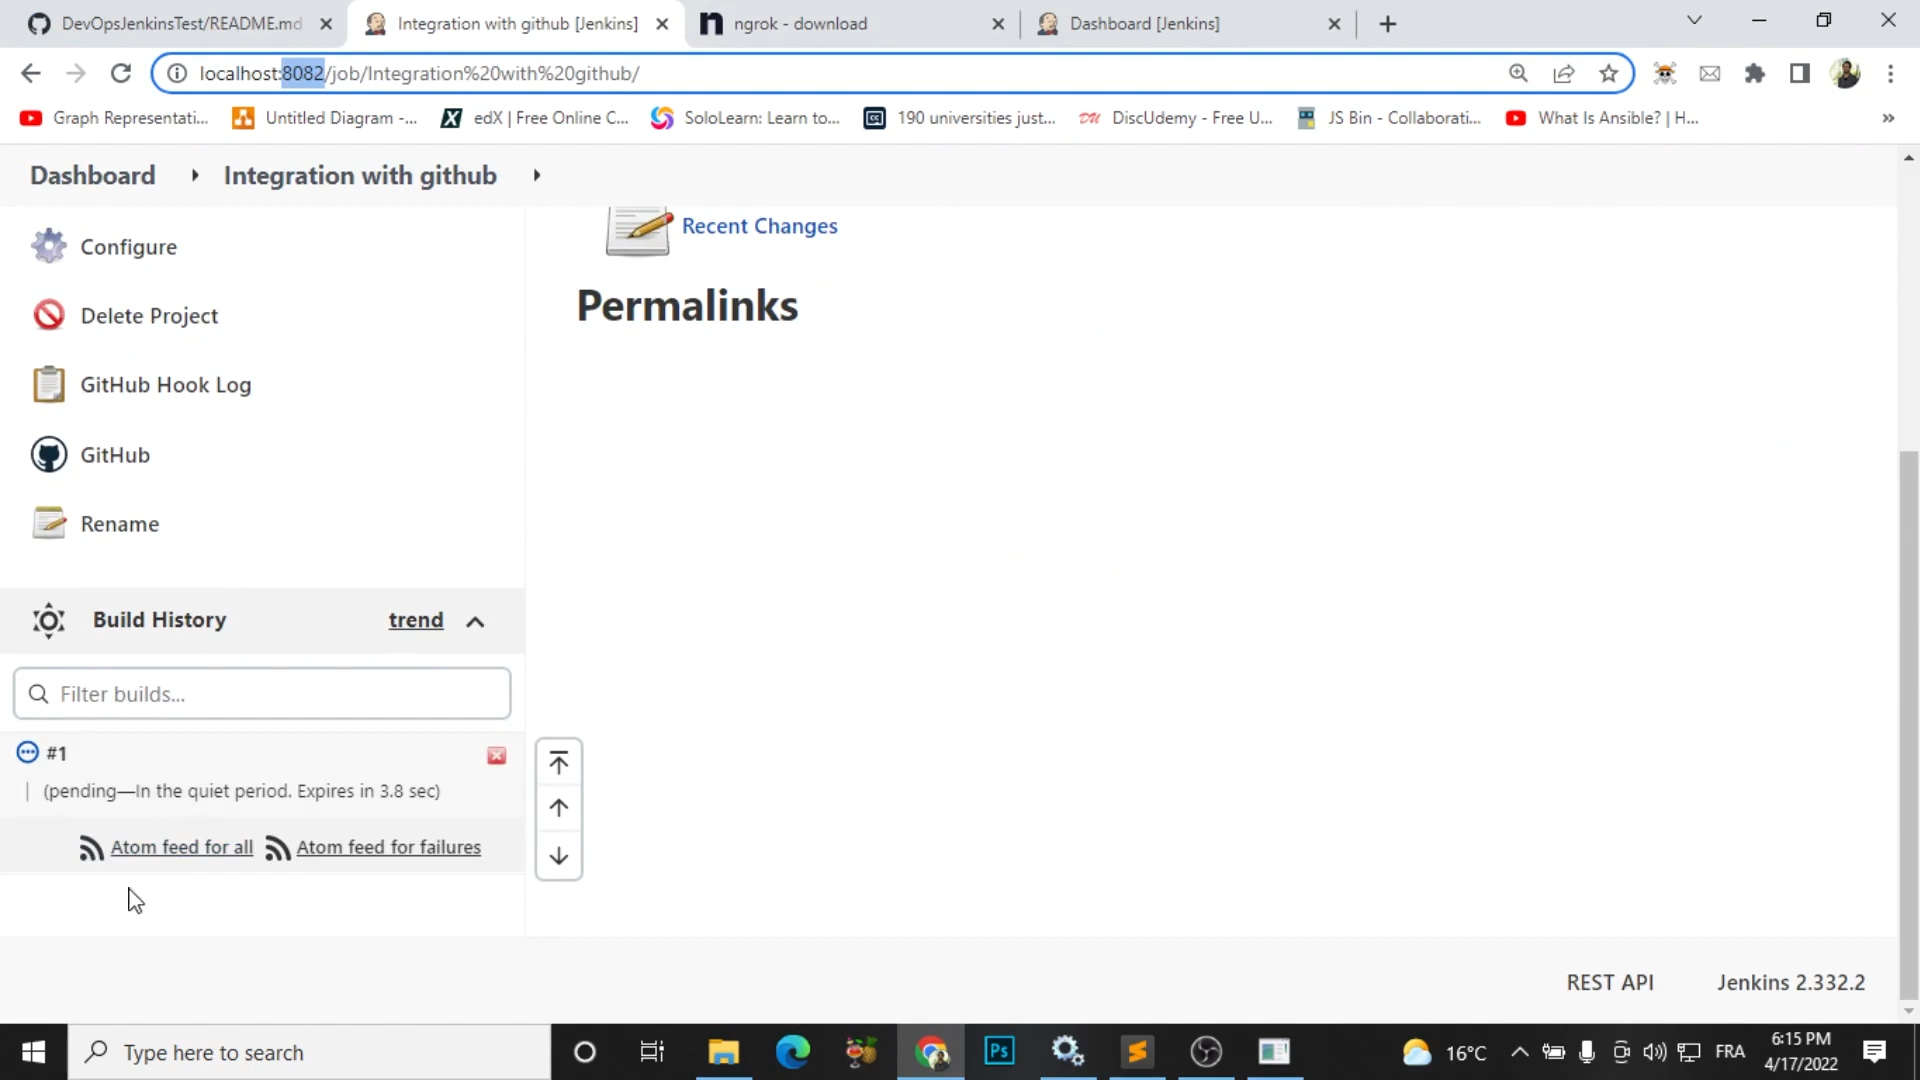 DevOpsJenkinsTest/README.md
Integration with github [Jenkins]
ngrok - download
Dashboard [Jenkins]
localhost:8082/job/Integration%20with%20github/
Graph Representati...
Untitled Diagram -...
edX | Free Online C...
SoloLearn: Learn to...
190 universities just...
DiscUdemy - Free U...
JS Bin - Collaborati...
What Is Ansible? | H...
Dashboard
Integration with github
Configure
Delete Project
GitHub Hook Log
GitHub
Rename
Recent Changes
Permalinks
Build History
trend
Filter builds...
#1
(pending—In the quiet period. Expires in 3.8 sec)
Atom feed for all
Atom feed for failures
REST API
Jenkins 2.332.2
Type here to search
Ps
16°C
FRA
6:15 PM
4/17/2022